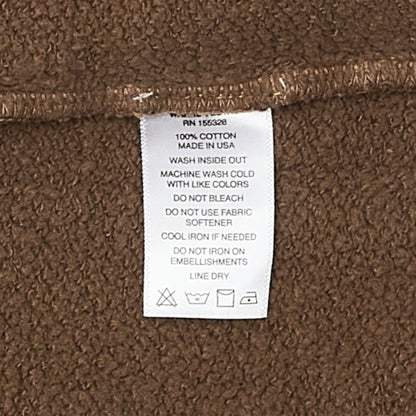 RN 155328
100% COTTON
MADE IN USA
WASH INSIDE OUT
MACHINE WASH COLD
WITH LIKE COLORS
DO NOT BLEACH
DO NOT USE FABRIC
SOFTENER
COOL IRON IF NEEDED
DO NOT IRON ON
EMBELLISHMENTS
LINE DRY